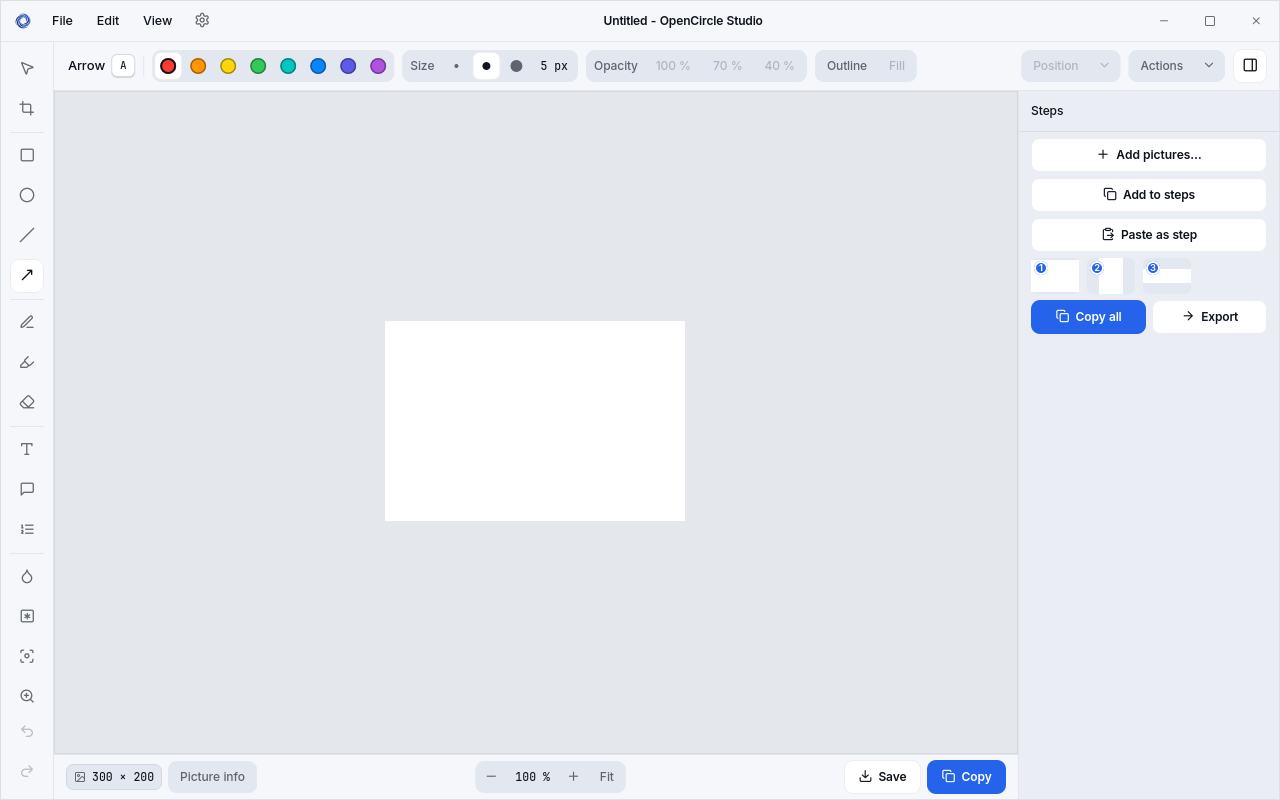 File Edit View
Untitled - OpenCircle Studio
Arrow A
Size 5 px
Opacity 100 % 70 % 40 %
Outline Fill
Position
Actions
Steps
Add pictures...
Add to steps
Paste as step
1 2 3
Copy all
Export
300 × 200
Picture info
100 %
Fit
Save
Copy